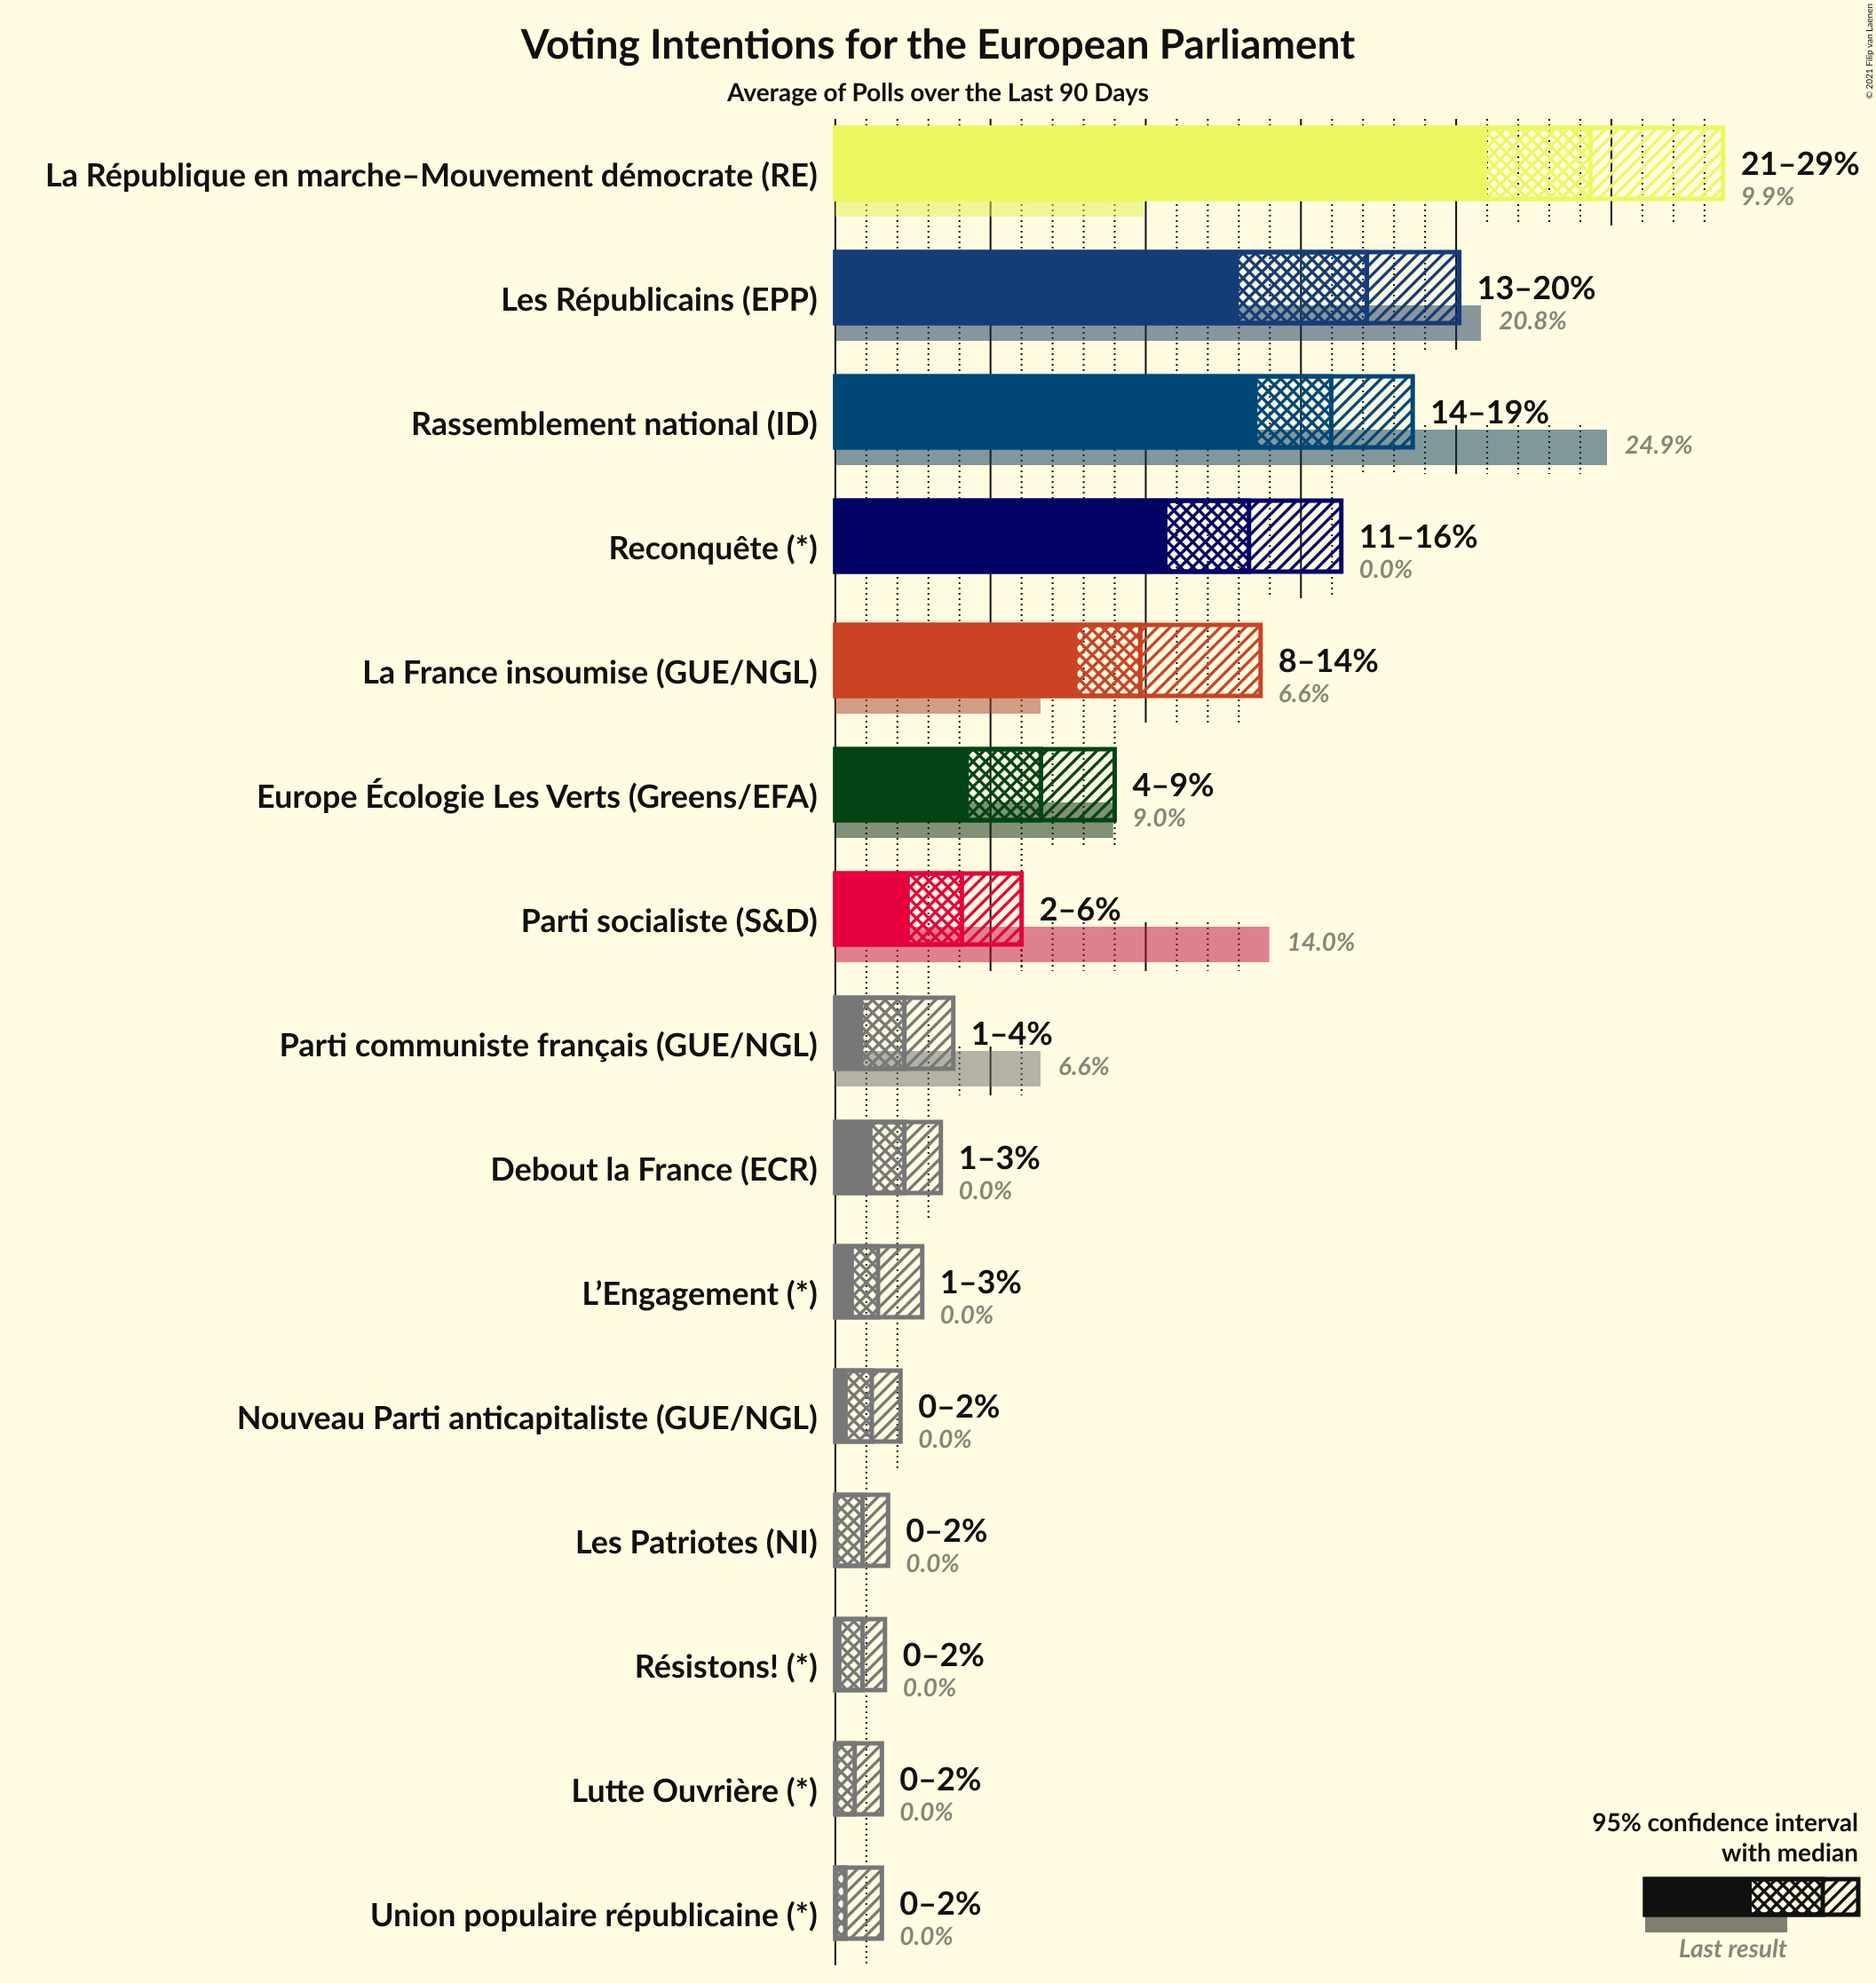 Voting Intentions for the European Parliament
Average of Polls over the Last 90 Days
© 2021 Filip van Laenen
La République en marche–Mouvement démocrate (RE)
21–29%
9.9%
Les Républicains (EPP)
13–20%
20.8%
Rassemblement national (ID)
14–19%
24.9%
Reconquête (*)
11–16%
0.0%
La France insoumise (GUE/NGL)
8–14%
6.6%
Europe Écologie Les Verts (Greens/EFA)
4–9%
9.0%
Parti socialiste (S&D)
2–6%
14.0%
Parti communiste français (GUE/NGL)
1–4%
6.6%
Debout la France (ECR)
1–3%
0.0%
L’Engagement (*)
1–3%
0.0%
Nouveau Parti anticapitaliste (GUE/NGL)
0–2%
0.0%
Les Patriotes (NI)
0–2%
0.0%
Résistons! (*)
0–2%
0.0%
Lutte Ouvrière (*)
0–2%
0.0%
Union populaire républicaine (*)
0–2%
0.0%
95% confidence interval
with median
Last result